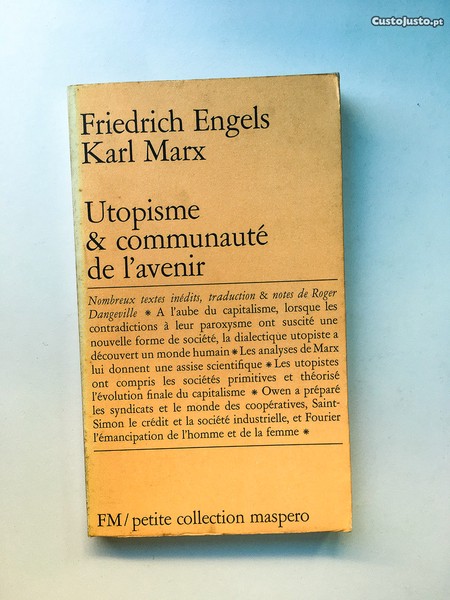 CustoJusto.pt
Friedrich Engels
Karl Marx
Utopisme
& communauté
de l'avenir
Nombreux textes inédits, traduction & notes de Roger
Dangeville * A l'aube du capitalisme, lorsque les
contradictions à leur paroxysme ont suscité une
nouvelle forme de société, la dialectique utopiste a
découvert un monde humain * Les analyses de Marx
lui donnent une assise scientifique * Les utopistes
ont compris les sociétés primitives et théorisé
l'évolution finale du capitalisme * Owen a préparé
les syndicats et le monde des coopératives, Saint-
Simon le crédit et la société industrielle, et Fourier
l'émancipation de l'homme et de la femme *
FM/petite collection maspero